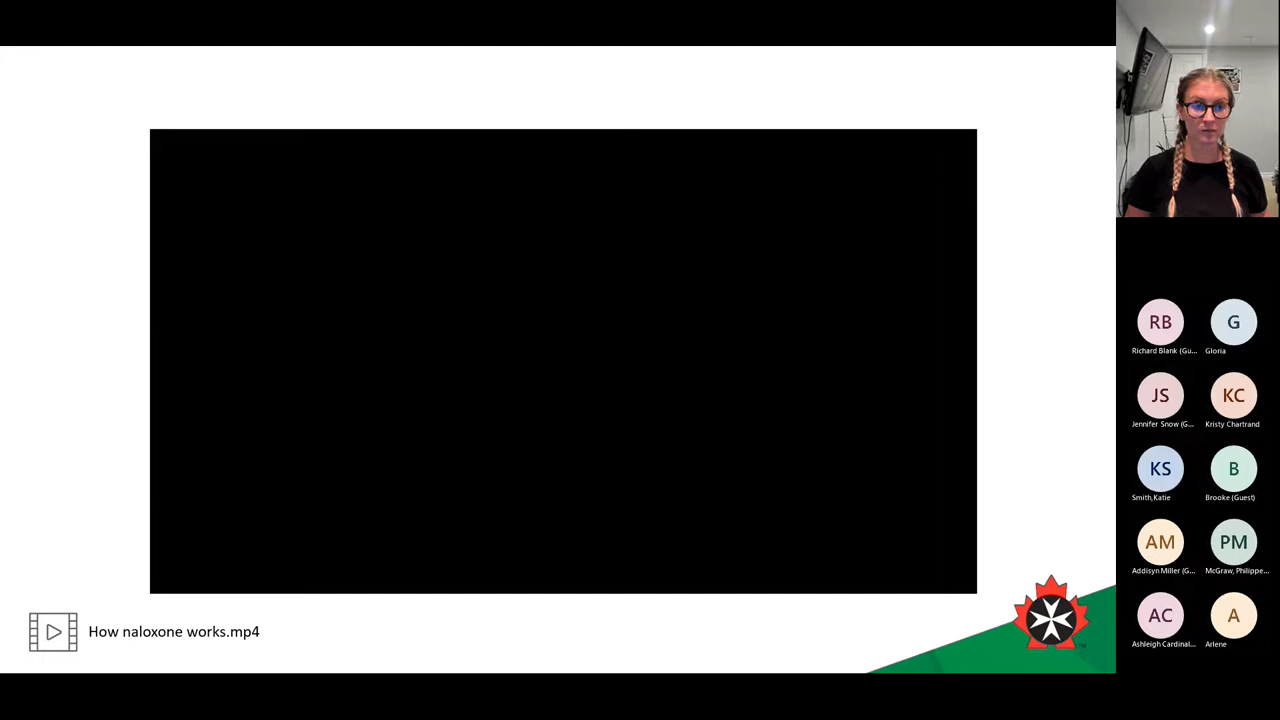 How naloxone works.mp4
RB
G
Richard Blank (Gu...
Gloria
JS
KC
Jennifer Snow (G...
Kristy Chartrand
KS
B
Smith,Katie
Brooke (Guest)
AM
PM
Addisyn Miller (G...
McGraw, Philippe...
AC
A
Ashleigh Cardinal...
Arlene